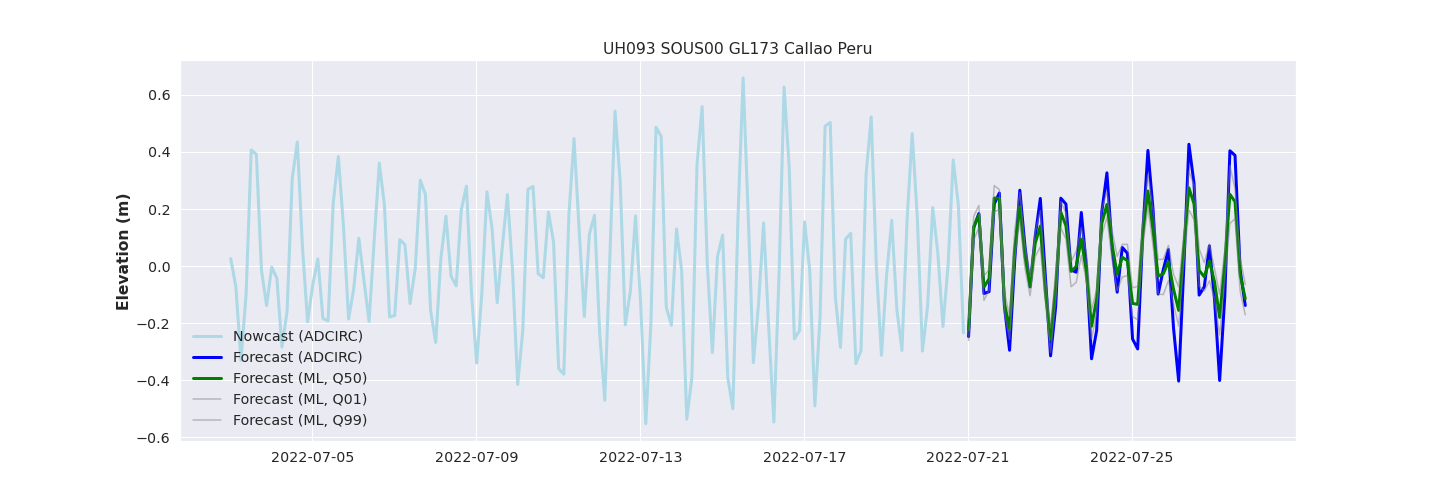 UH093 SOUS00 GL173 Callao Peru
Elevation (m)
0.6
0.4
0.2
0.0
−0.2
−0.4
−0.6
Nowcast (ADCIRC)
Forecast (ADCIRC)
Forecast (ML, Q50)
Forecast (ML, Q01)
Forecast (ML, Q99)
2022-07-05
2022-07-09
2022-07-13
2022-07-17
2022-07-21
2022-07-25